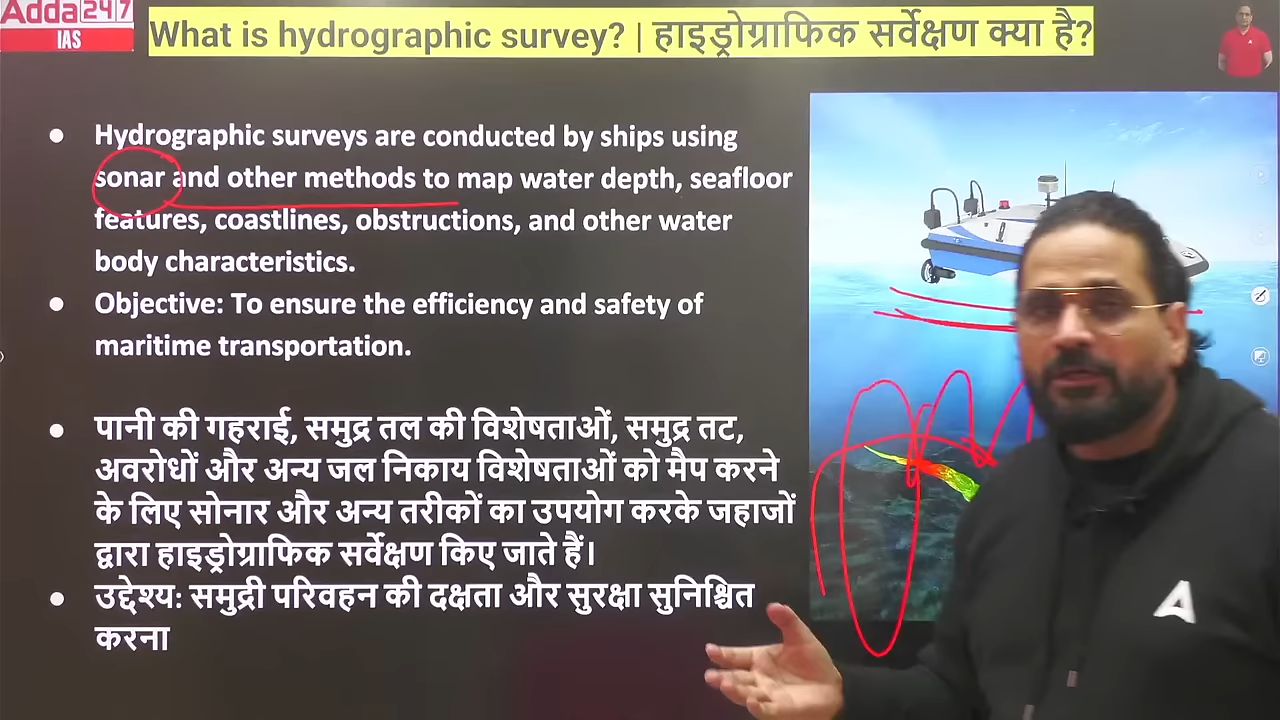 Adda247
IAS
What is hydrographic survey? | हाइड्रोग्राफिक सर्वेक्षण क्या है?
Hydrographic surveys are conducted by ships using
sonar and other methods to map water depth, seafloor
features, coastlines, obstructions, and other water
body characteristics.
Objective: To ensure the efficiency and safety of
maritime transportation.
पानी की गहराई, समुद्र तल की विशेषताओं, समुद्र तट,
अवरोधों और अन्य जल निकाय विशेषताओं को मैप करने
के लिए सोनार और अन्य तरीकों का उपयोग करके जहाजों
द्वारा हाइड्रोग्राफिक सर्वेक्षण किए जाते हैं।
उद्देश्य: समुद्री परिवहन की दक्षता और सुरक्षा सुनिश्चित
करना
A